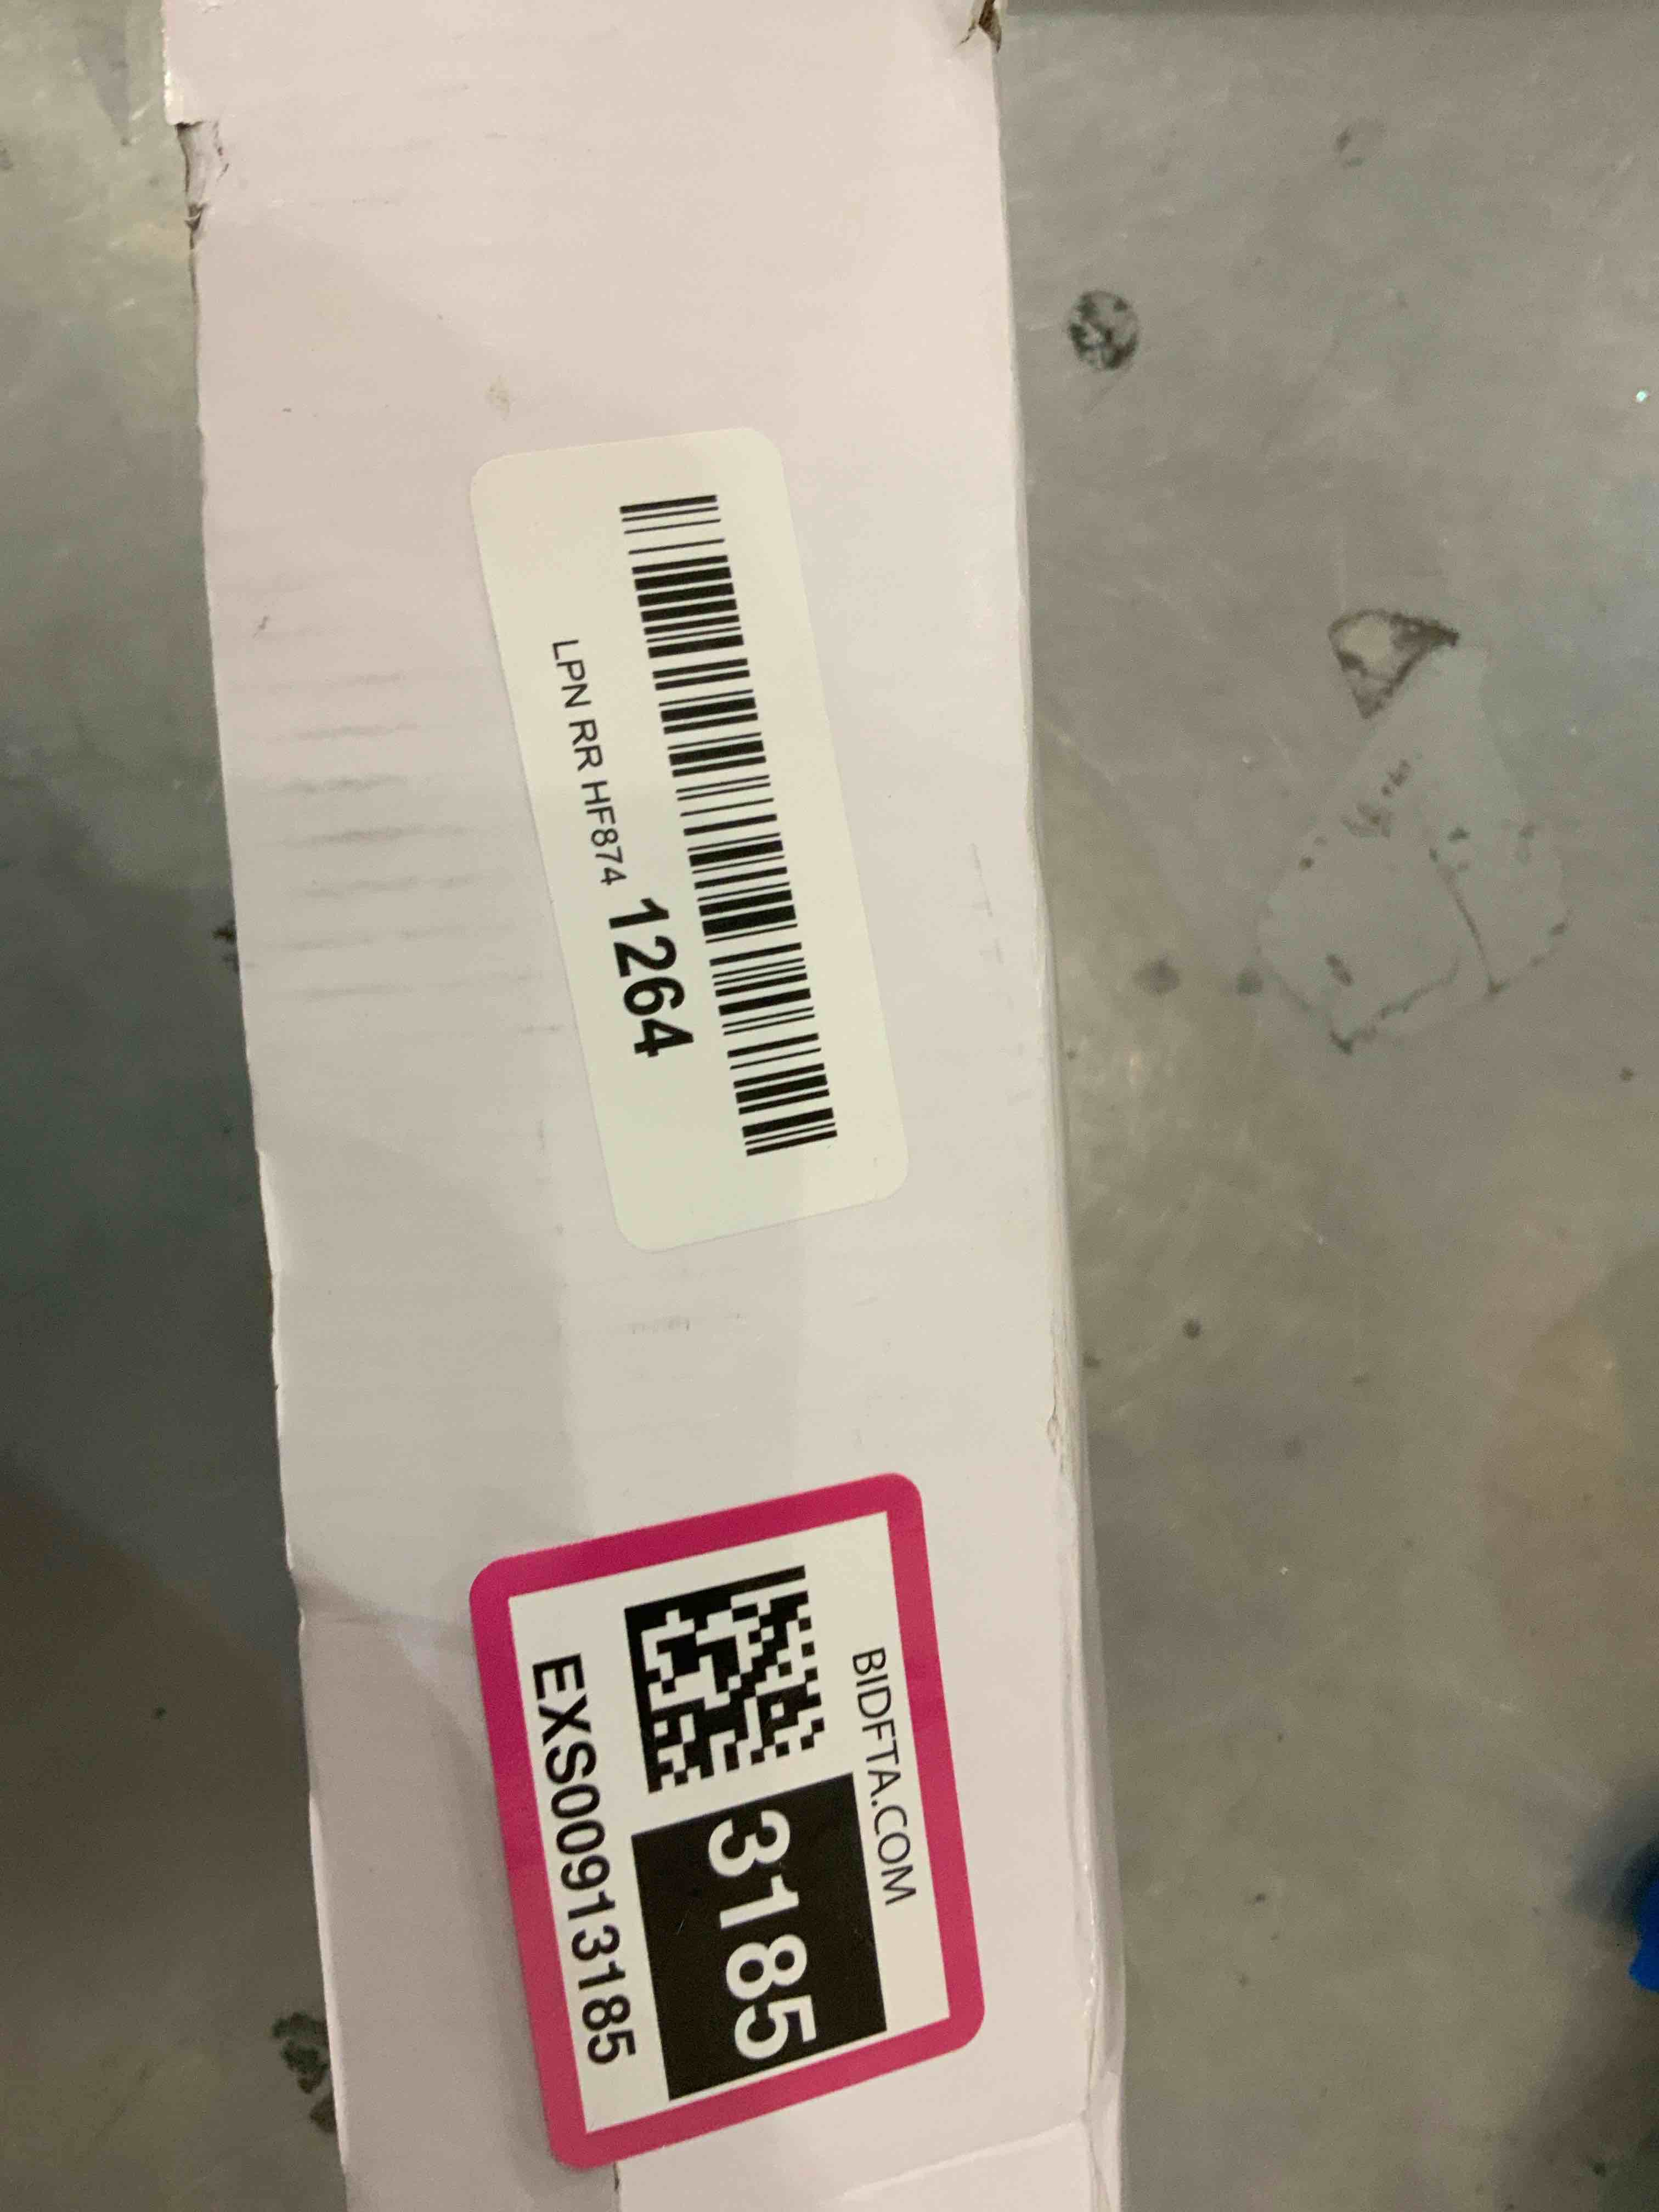 LPN RR HF874 1264
BIDFTA.COM
3185
EXS00913185